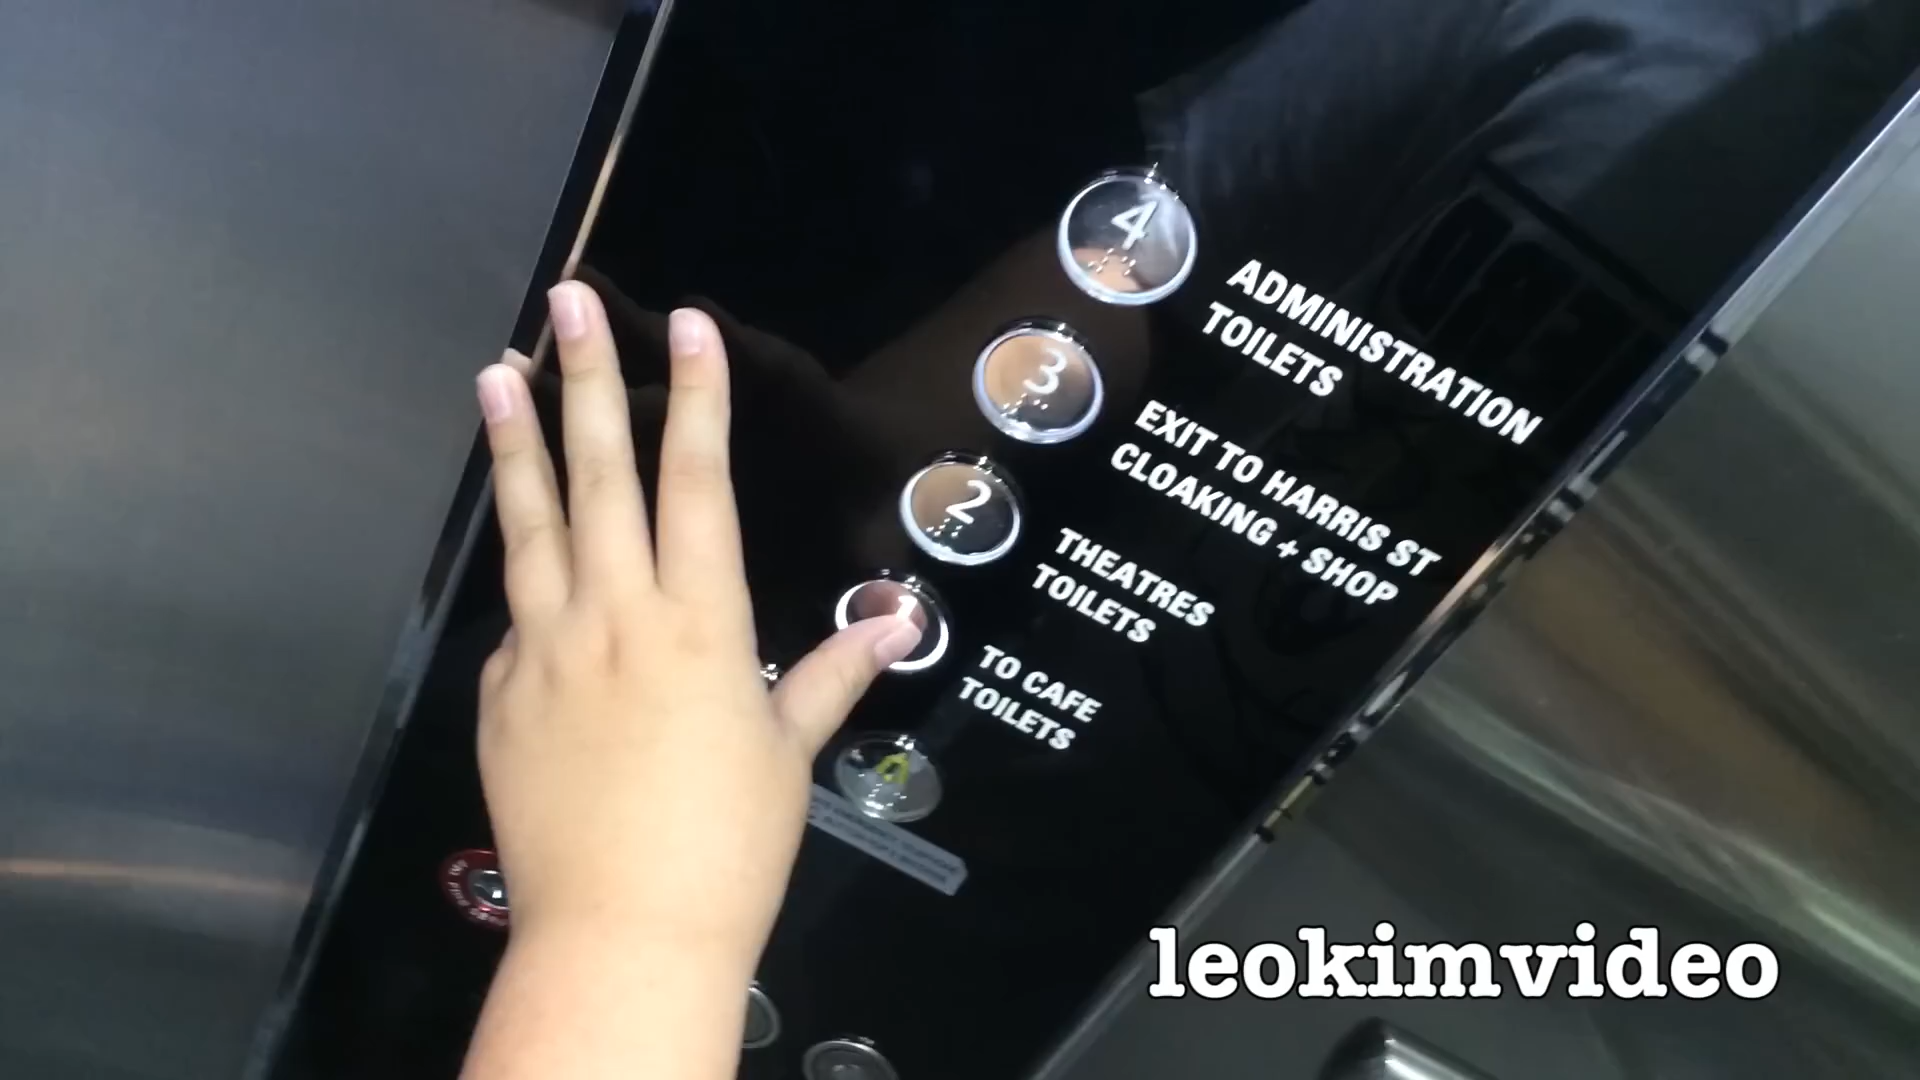 4
ADMINISTRATION
TOILETS
3
EXIT TO HARRIS ST
CLOAKING + SHOP
2
THEATRES
TOILETS
1
TO CAFE
TOILETS
leokimvideo